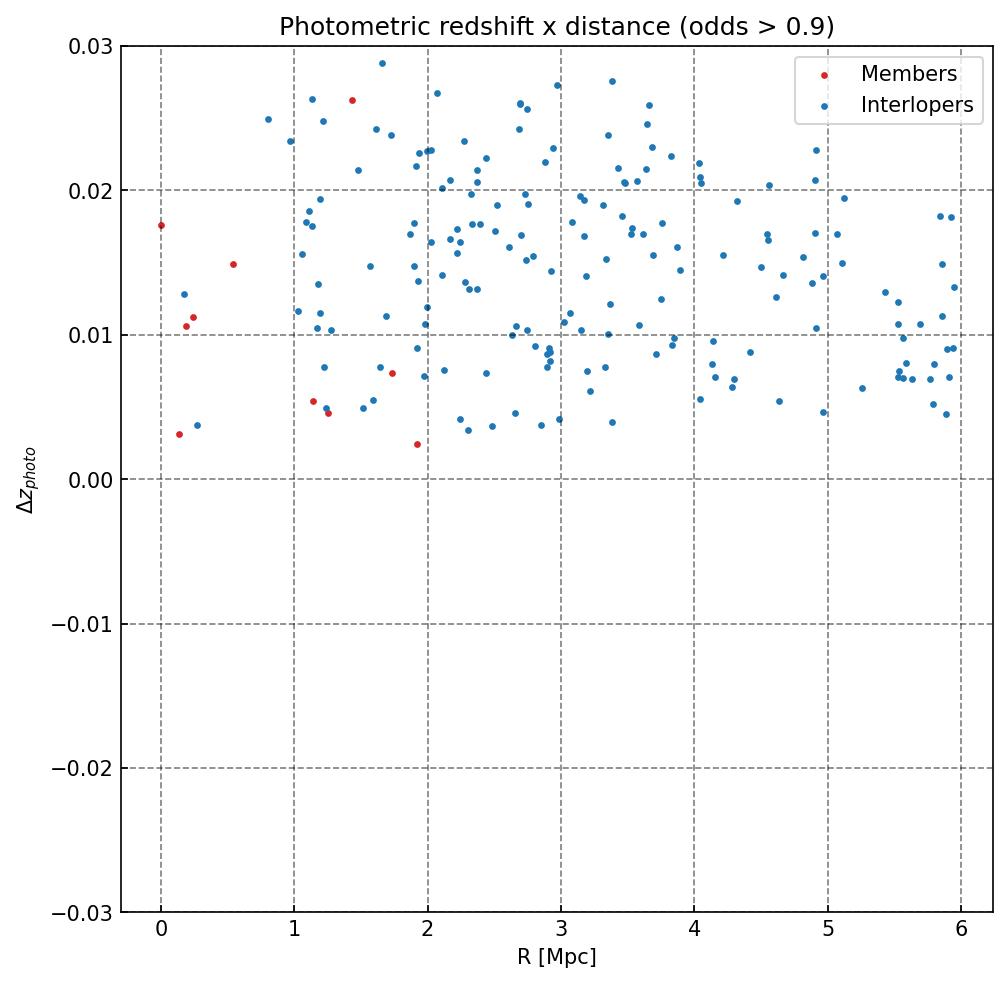 Photometric redshift x distance (odds > 0.9)
Members
Interlopers
0.03
0.02
0.01
0.00
−0.01
−0.02
−0.03
Δz_photo
0 1 2 3 4 5 6
R [Mpc]